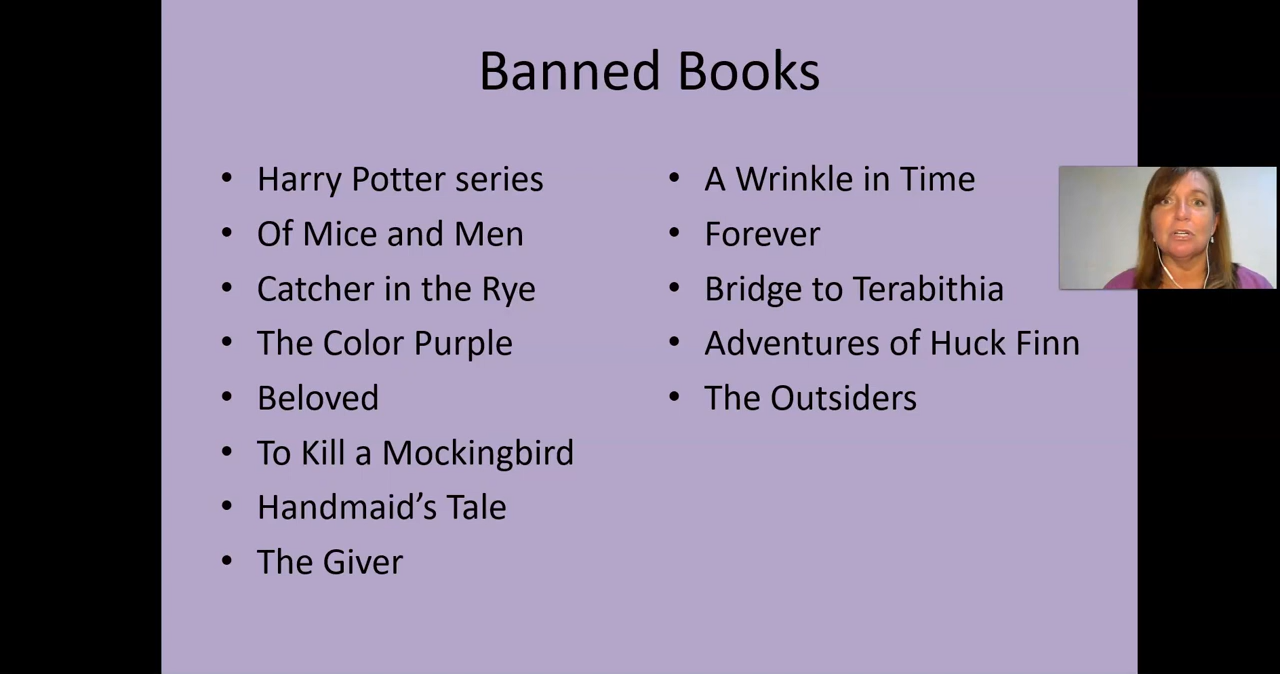 Banned Books
• Harry Potter series
• Of Mice and Men
• Catcher in the Rye
• The Color Purple
• Beloved
• To Kill a Mockingbird
• Handmaid’s Tale
• The Giver
• A Wrinkle in Time
• Forever
• Bridge to Terabithia
• Adventures of Huck Finn
• The Outsiders